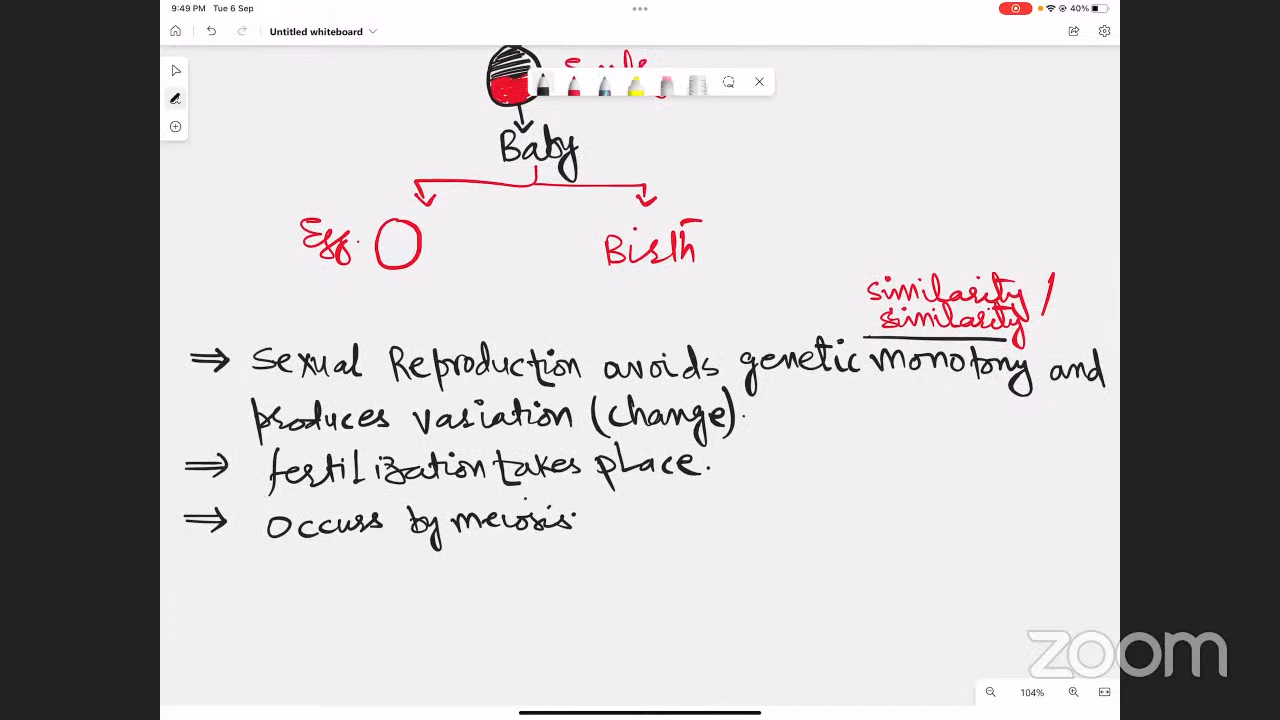 9:49 PM Tue 6 Sep
40%
Untitled whiteboard
Baby
Egg.
Birth
similarity /
similarity
⇒ Sexual Reproduction avoids genetic monotony and
produces variation (change).
⇒ fertilization takes place.
⇒ Occurs by meiosis.
zoom
104%